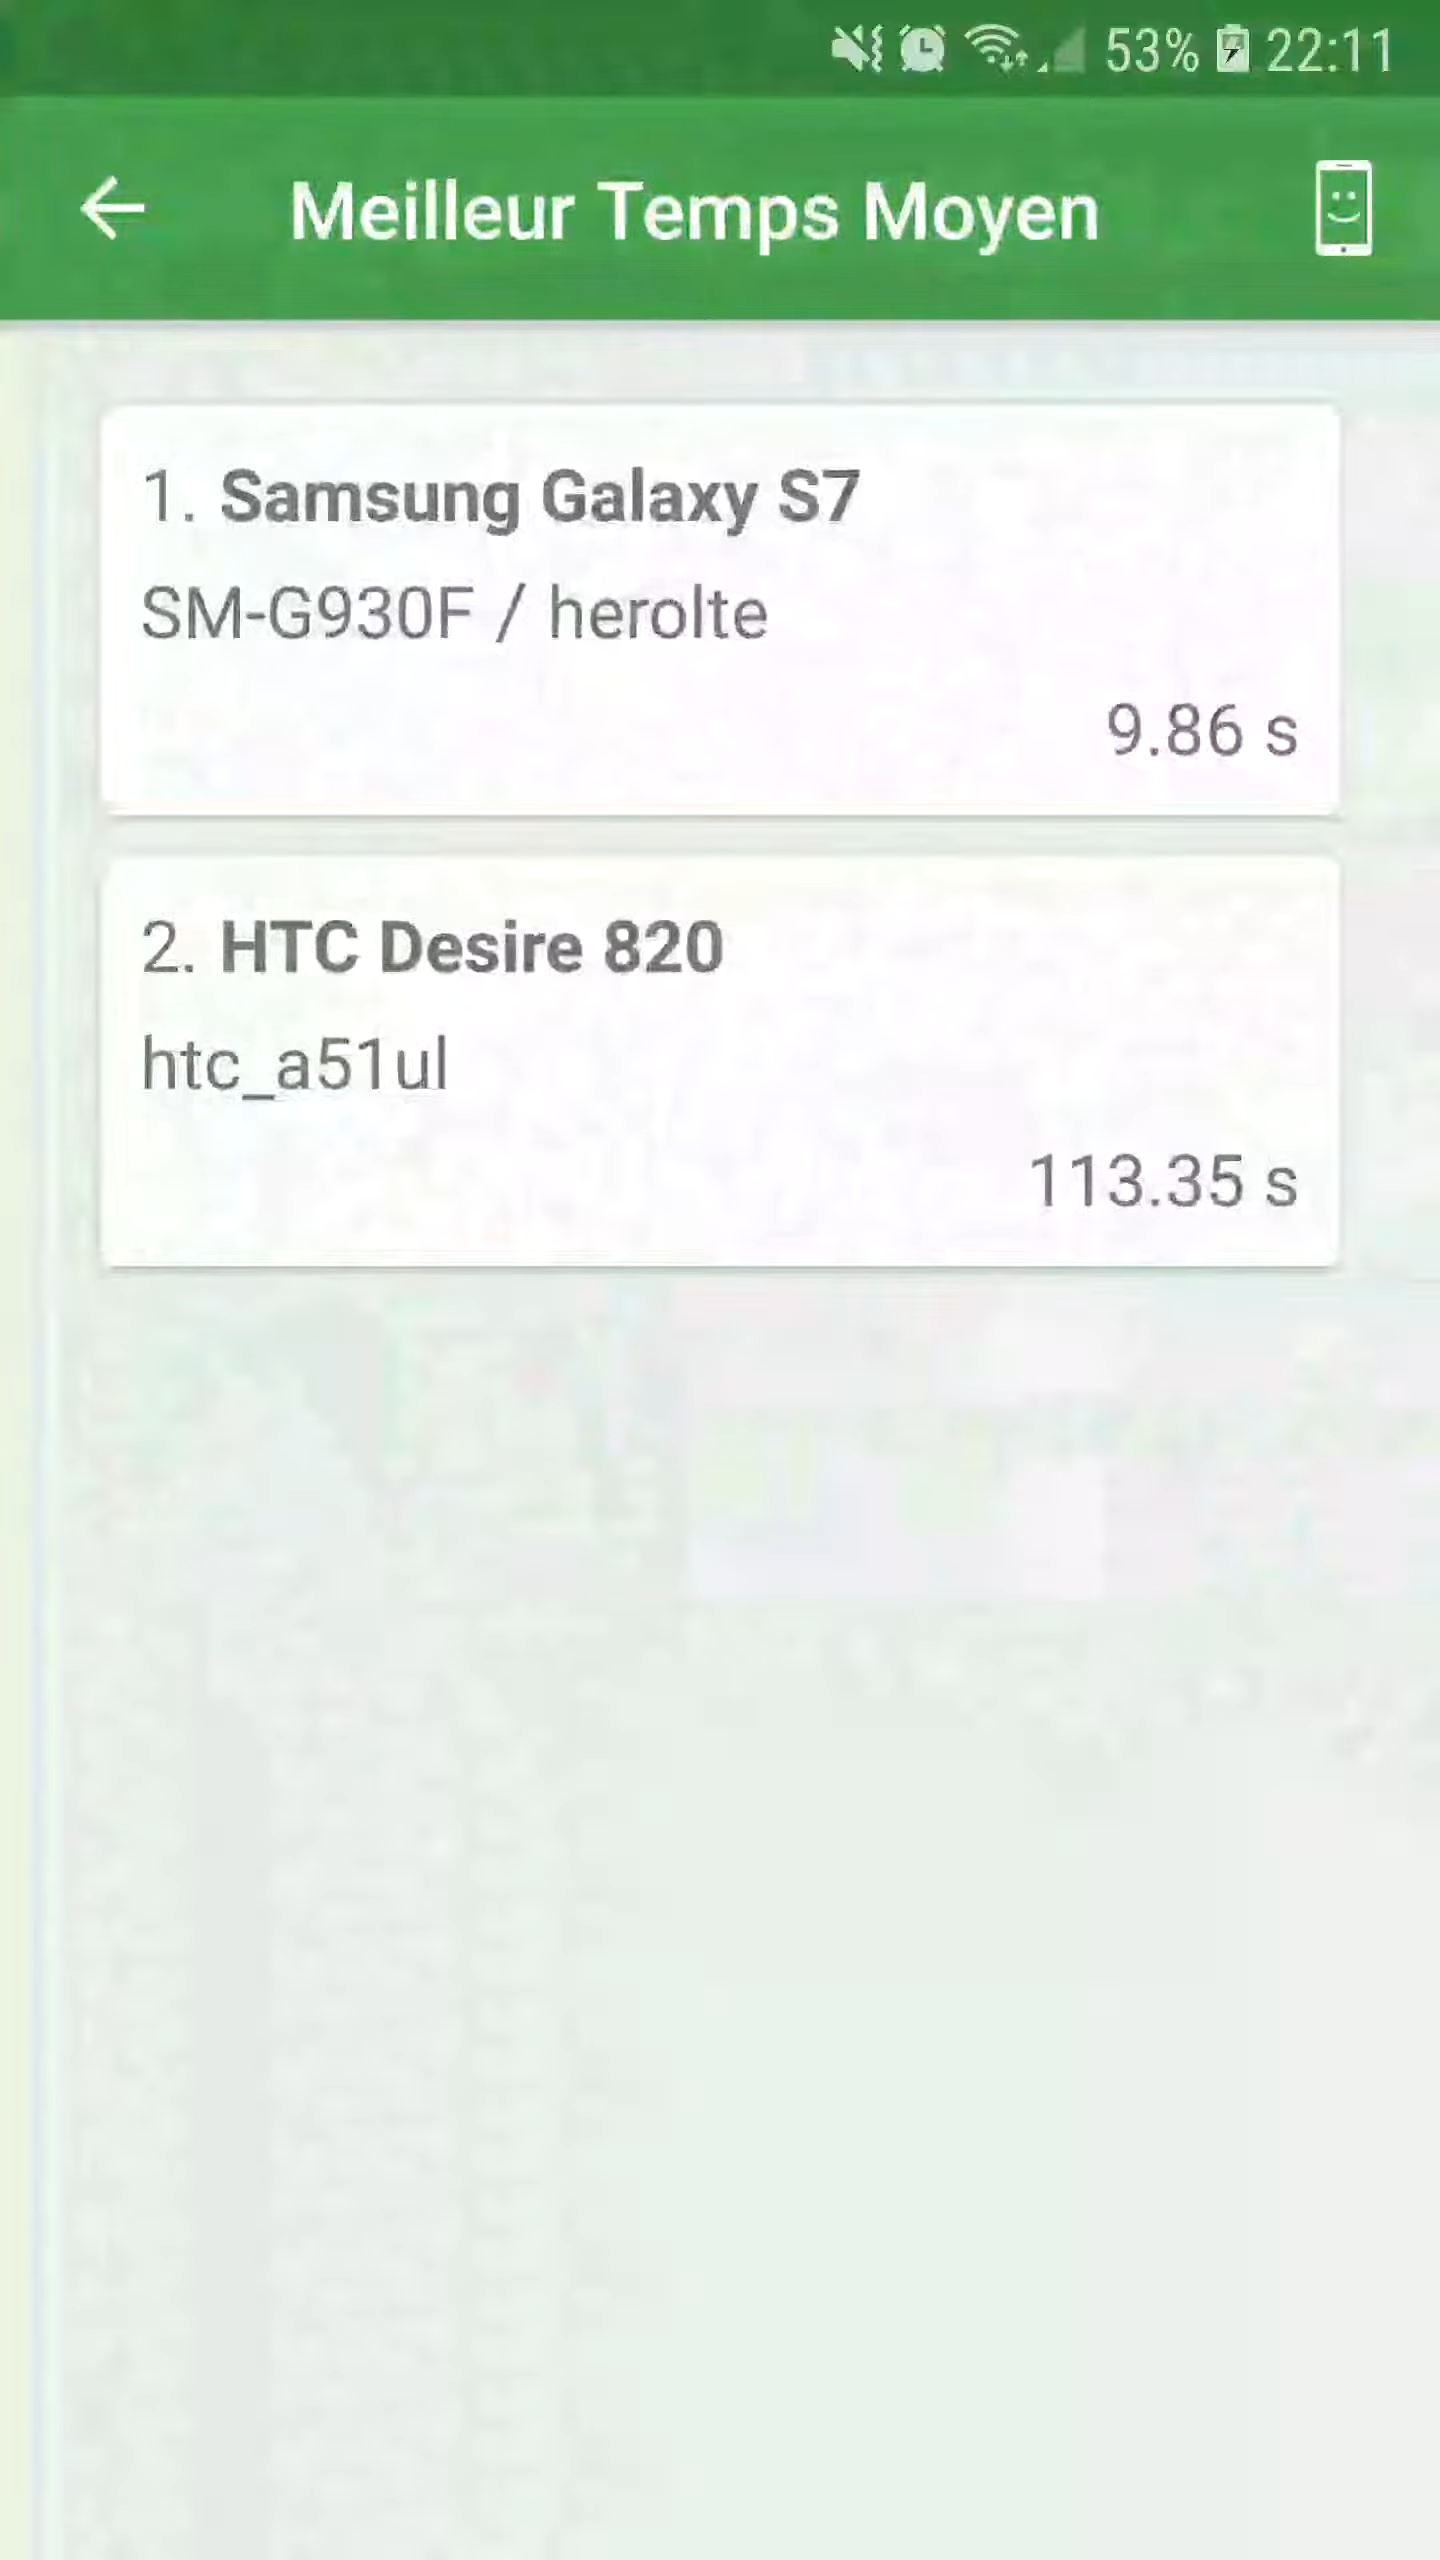 53% 22:11
Meilleur Temps Moyen
1. Samsung Galaxy S7
SM-G930F / herolte
9.86 s
2. HTC Desire 820
htc_a51ul
113.35 s